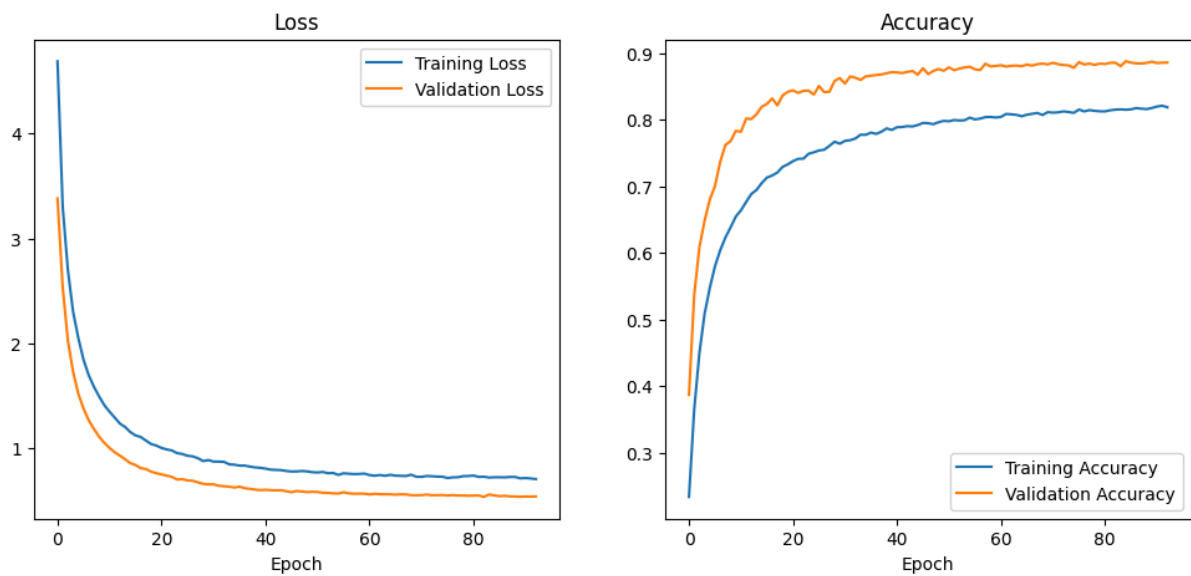 Loss
Training Loss
Validation Loss
4
3
2
1
0 20 40 60 80
Epoch
Accuracy
0.9
0.8
0.7
0.6
0.5
0.4
0.3
Training Accuracy
Validation Accuracy
0 20 40 60 80
Epoch